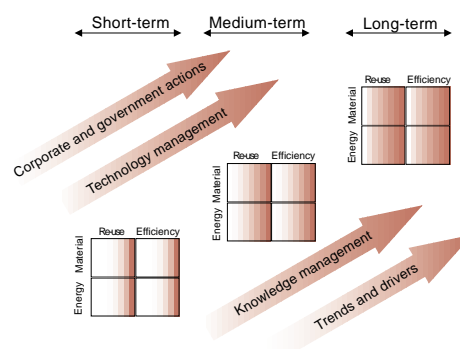 Short-term
Medium-term
Long-term
Corporate and government actions
Technology management
Reuse Efficiency
Material
Energy
Reuse Efficiency
Material
Energy
Reuse Efficiency
Material
Energy
Knowledge management
Trends and drivers